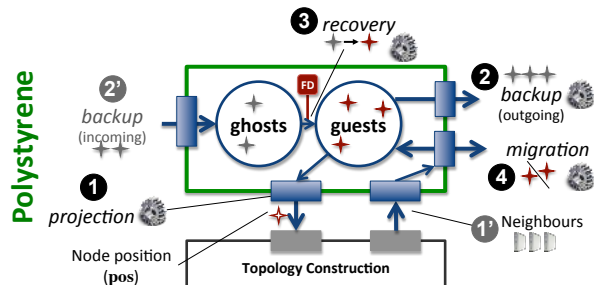 3 recovery
Polystyrene
2'
backup
(incoming)
FD
ghosts
guests
2
backup
(outgoing)
migration
4
1
projection
1'
Neighbours
Node position
(pos)
Topology Construction